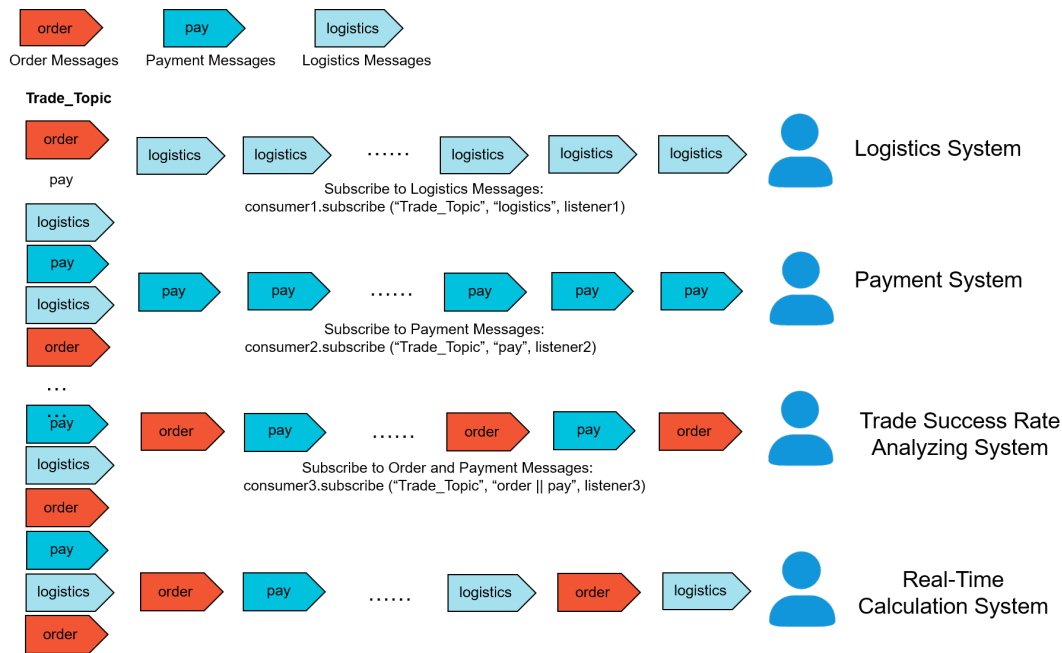 order
pay
logistics
Order Messages
Payment Messages
Logistics Messages
Trade_Topic
order
pay
logistics
pay
logistics
order
...
...
pay
logistics
order
pay
logistics
order
logistics
logistics
......
logistics
logistics
logistics
Logistics System
Subscribe to Logistics Messages:
consumer1.subscribe (“Trade_Topic”, “logistics”, listener1)
pay
pay
......
pay
pay
pay
Payment System
Subscribe to Payment Messages:
consumer2.subscribe (“Trade_Topic”, “pay”, listener2)
order
pay
......
order
pay
order
Trade Success Rate
Analyzing System
Subscribe to Order and Payment Messages:
consumer3.subscribe (“Trade_Topic”, “order || pay”, listener3)
order
pay
......
logistics
order
logistics
Real-Time
Calculation System